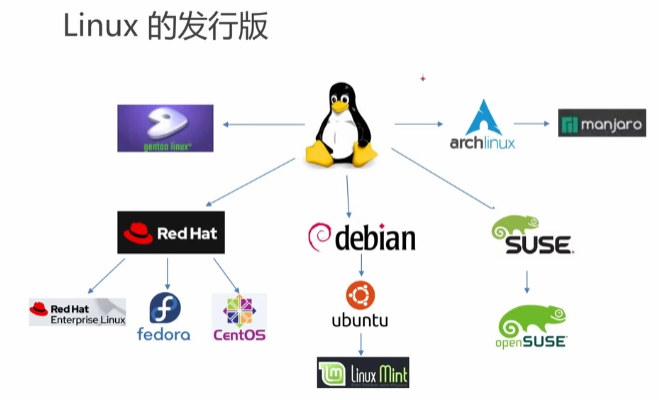 Linux 的发行版
gentoo linux
archlinux
manjaro
Red Hat
debian
SUSE
Red Hat
Enterprise Linux
fedora
CentOS
ubuntu
openSUSE
Linux Mint